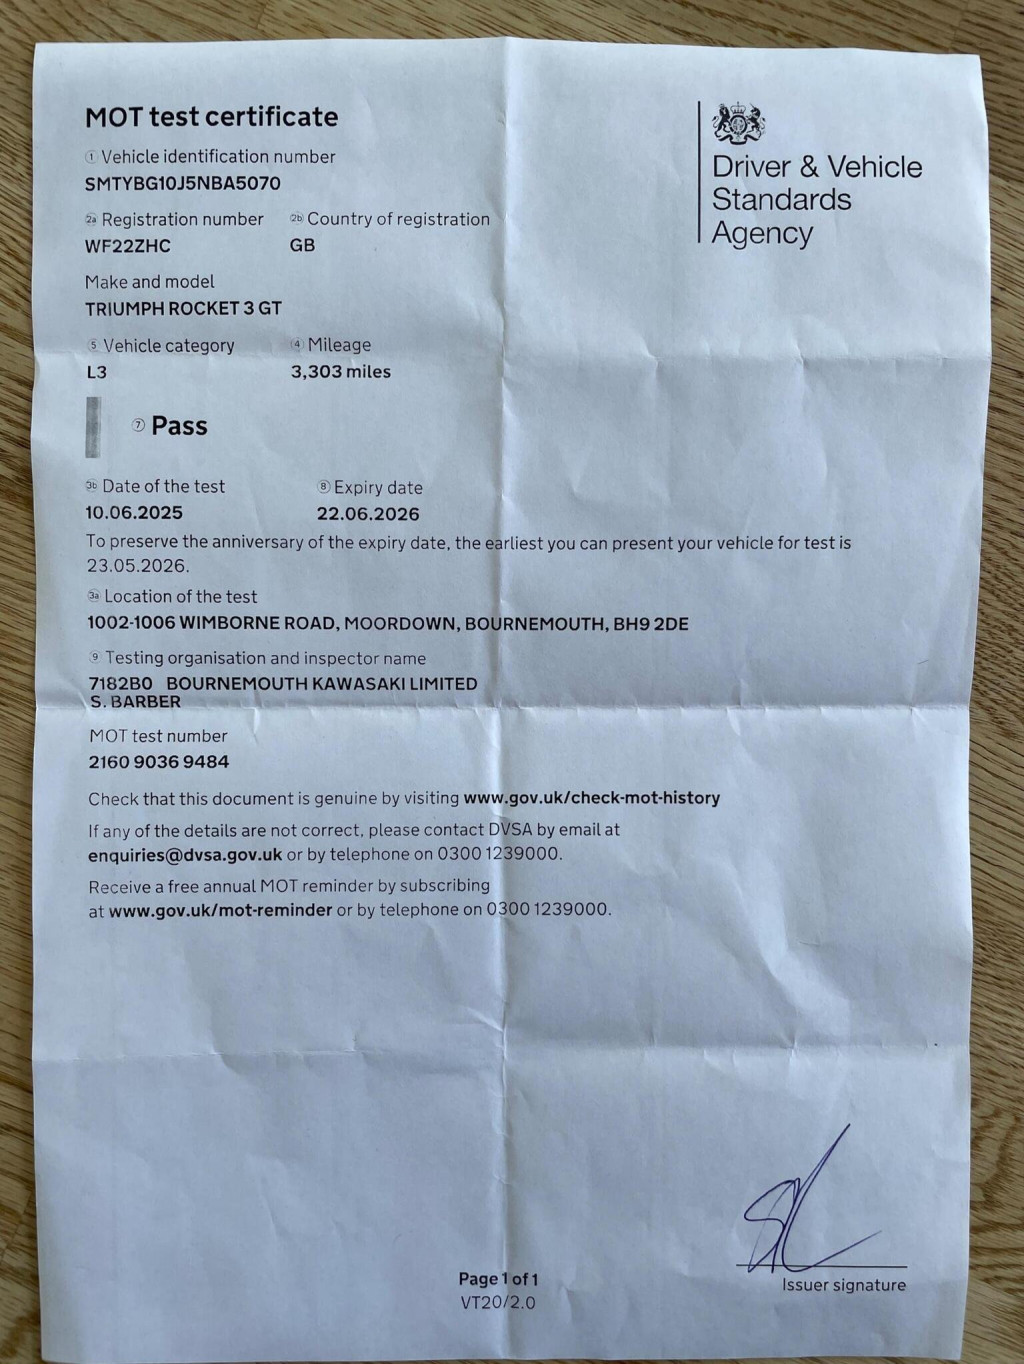 MOT test certificate
1 Vehicle identification number
SMTYBG10J5NBA5070
2a Registration number 2b Country of registration
WF22ZHC GB
Make and model
TRIUMPH ROCKET 3 GT
5 Vehicle category 4 Mileage
L3 3,303 miles
7 Pass
3b Date of the test 8 Expiry date
10.06.2025 22.06.2026
To preserve the anniversary of the expiry date, the earliest you can present your vehicle for test is
23.05.2026.
3a Location of the test
1002-1006 WIMBORNE ROAD, MOORDOWN, BOURNEMOUTH, BH9 2DE
9 Testing organisation and inspector name
7182B0 BOURNEMOUTH KAWASAKI LIMITED
S. BARBER
MOT test number
2160 9036 9484
Check that this document is genuine by visiting www.gov.uk/check-mot-history
If any of the details are not correct, please contact DVSA by email at
enquiries@dvsa.gov.uk or by telephone on 0300 1239000.
Receive a free annual MOT reminder by subscribing
at www.gov.uk/mot-reminder or by telephone on 0300 1239000.
Driver & Vehicle
Standards
Agency
Issuer signature
Page 1 of 1
VT20/2.0